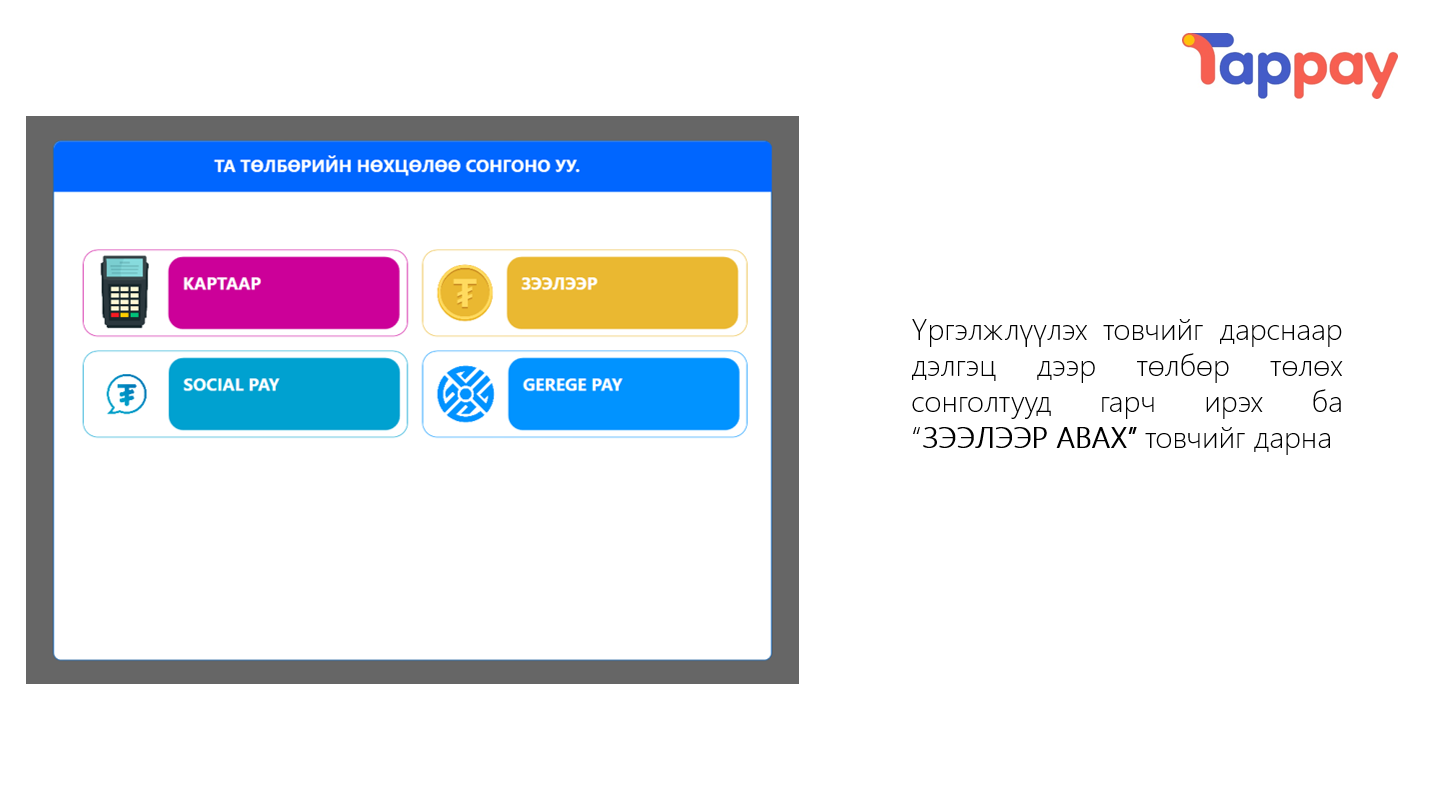 Tappay
ТА ТӨЛБӨРИЙН НӨХЦӨЛӨӨ СОНГОНО УУ.
КАРТААР
ЗЭЭЛЭЭР
SOCIAL PAY
GEREGE PAY
Үргэлжлүүлэх товчийг дарснаар
дэлгэц дээр төлбөр төлөх
сонголтууд гарч ирэх ба
“ЗЭЭЛЭЭР АВАХ” товчийг дарна